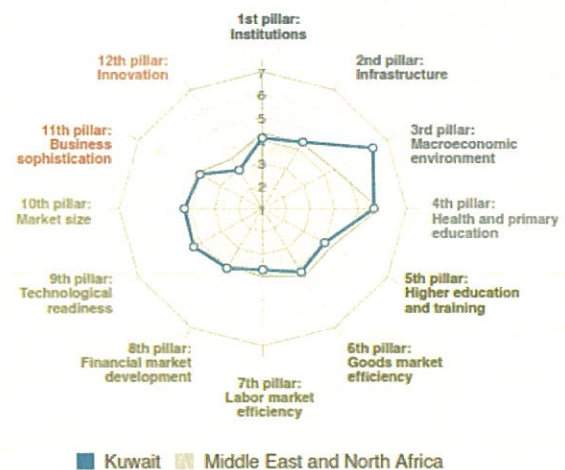 1st pillar:
Institutions
2nd pillar:
Infrastructure
3rd pillar:
Macroeconomic
environment
4th pillar:
Health and primary
education
5th pillar:
Higher education
and training
6th pillar:
Goods market
efficiency
7th pillar:
Labor market
efficiency
8th pillar:
Financial market
development
9th pillar:
Technological
readiness
10th pillar:
Market size
11th pillar:
Business
sophistication
12th pillar:
Innovation
7
6
5
3
2
1
Kuwait Middle East and North Africa